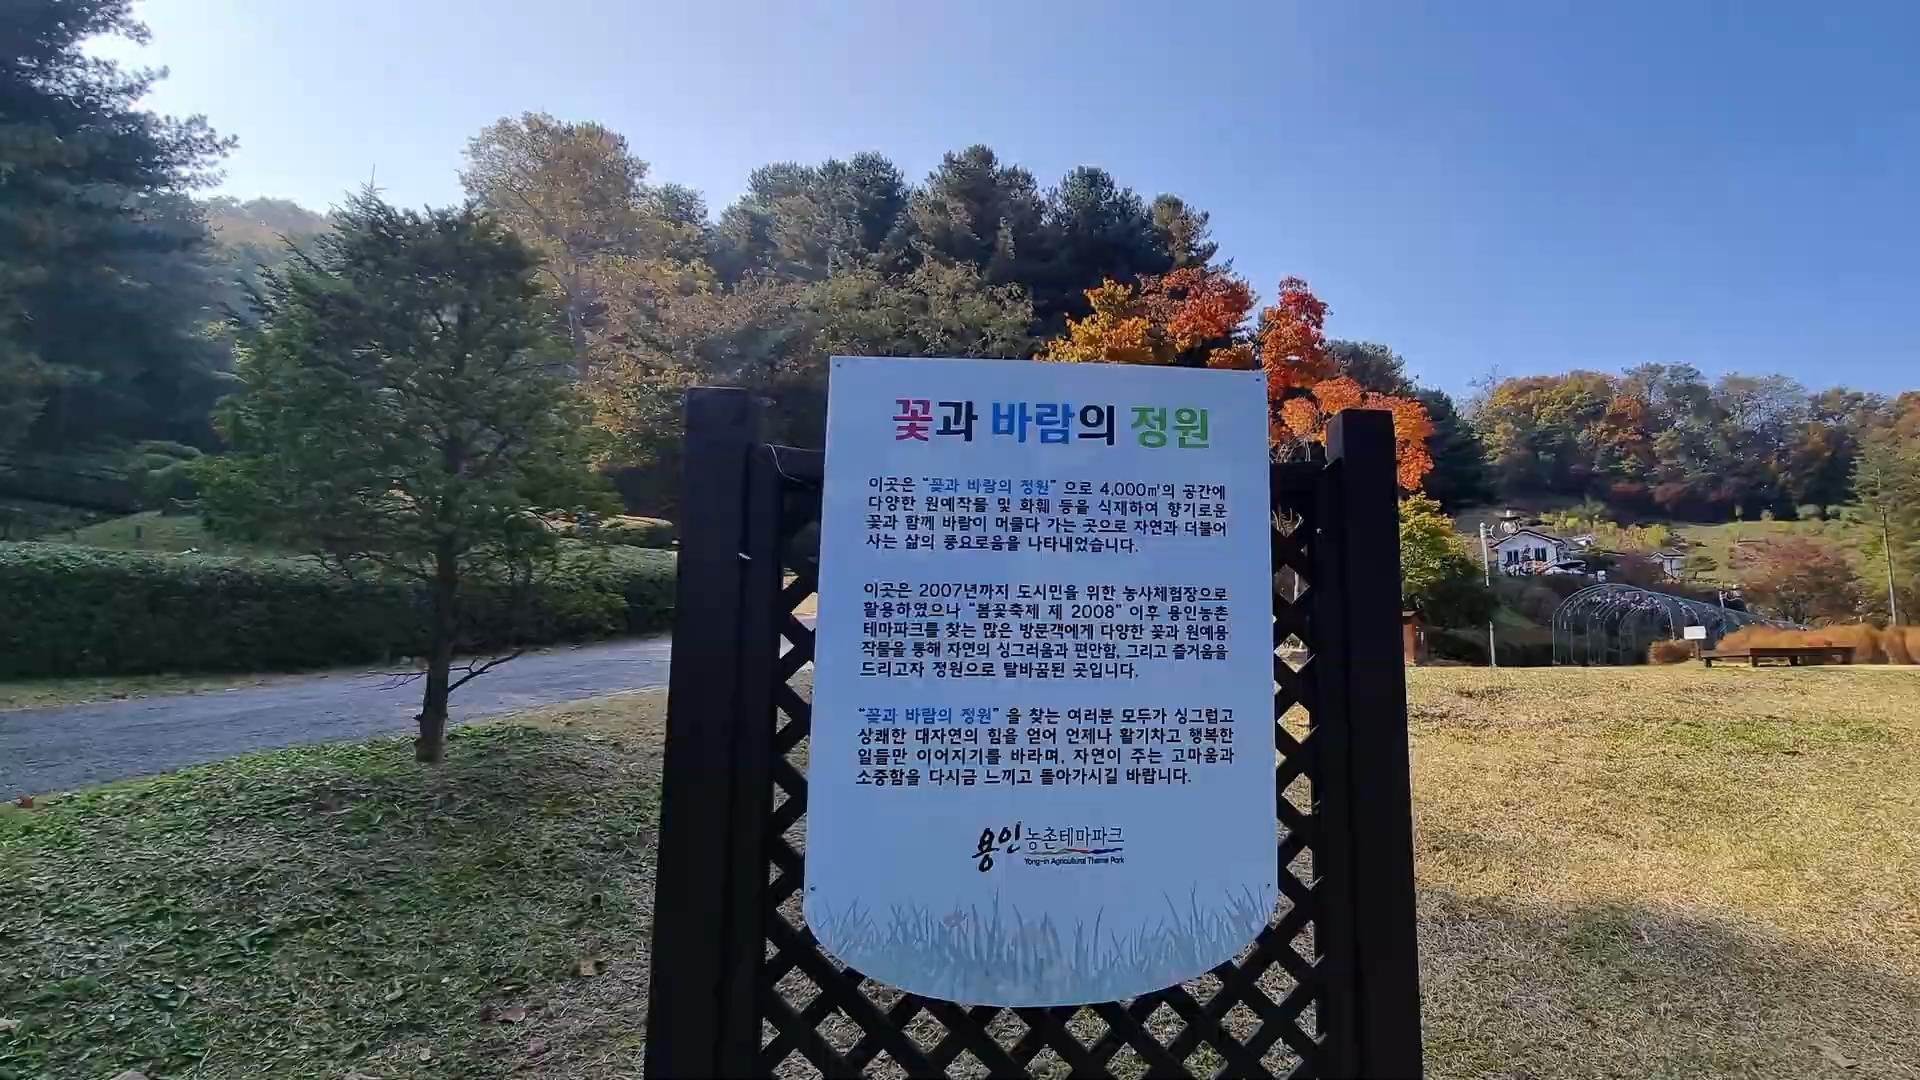 꽃과 바람의 정원
이곳은 "꽃과 바람의 정원" 으로 4,000㎡의 공간에
다양한 원예작물 및 화훼 등을 식재하여 향기로운
꽃과 함께 바람이 머물다 가는 곳으로 자연과 더불어
사는 삶의 풍요로움을 나타내었습니다.
이곳은 2007년까지 도시민을 위한 농사체험장으로
활용하였으나 "봄꽃축제 제 2008" 이후 용인농촌
테마파크를 찾는 많은 방문객에게 다양한 꽃과 원예용
작물을 통해 자연의 싱그러움과 편안함, 그리고 즐거움을
드리고자 정원으로 탈바꿈된 곳입니다.
"꽃과 바람의 정원" 을 찾는 여러분 모두가 싱그럽고
상쾌한 대자연의 힘을 얻어 언제나 활기차고 행복한
일들만 이어지기를 바라며, 자연이 주는 고마움과
소중함을 다시금 느끼고 돌아가시길 바랍니다.
용인농촌테마파크
Yong-in Agricultural Theme Park